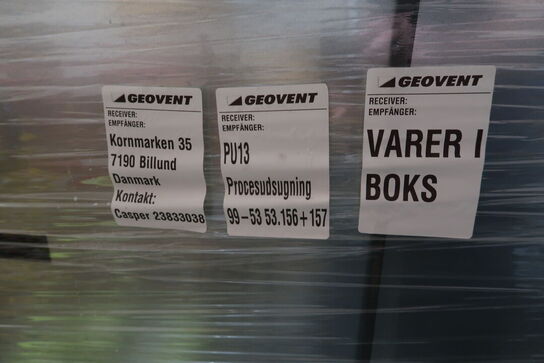 GEOVENT
RECEIVER:
EMPFÄNGER:
Kornmarken 35
7190 Billund
Danmark
Kontakt:
Casper 23833038
GEOVENT
RECEIVER:
EMPFÄNGER:
PU13
Procesudsugning
99-53 53.156+157
GEOVENT
RECEIVER:
EMPFÄNGER:
VARER I
BOKS